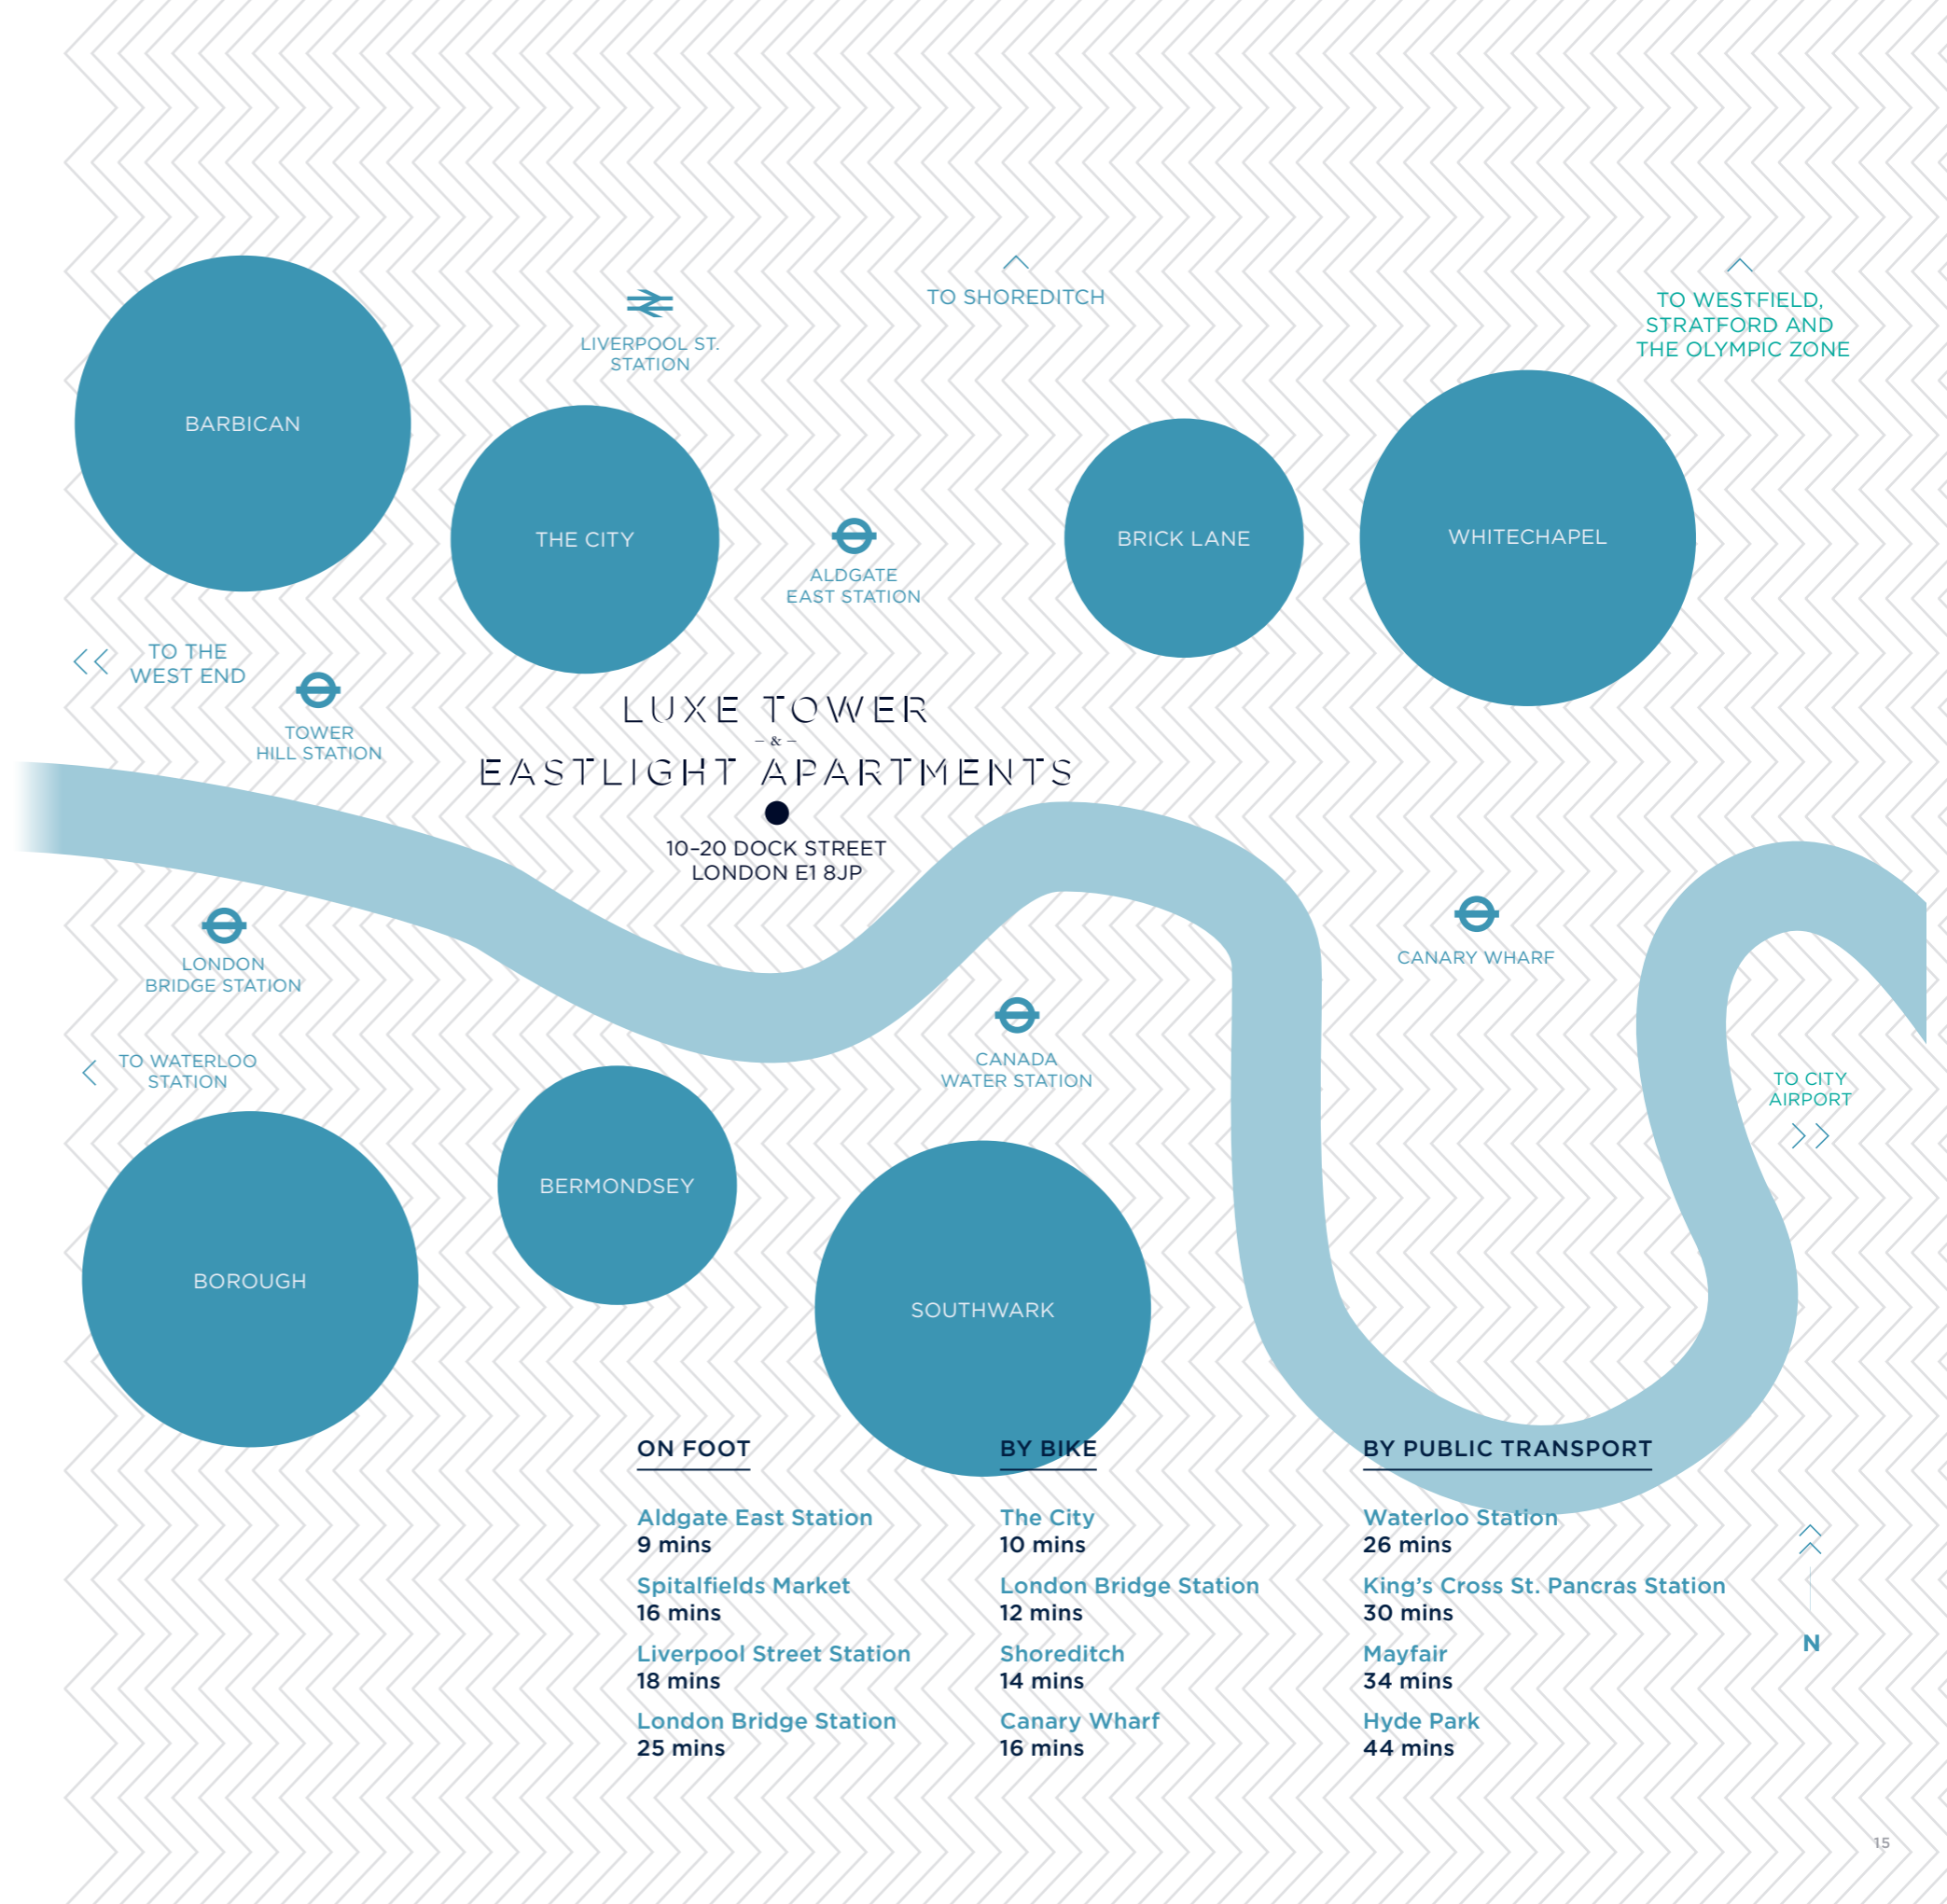 TO SHOREDITCH
TO WESTFIELD,
STRATFORD AND
THE OLYMPIC ZONE
LIVERPOOL ST.
STATION
BARBICAN
THE CITY
ALDGATE
EAST STATION
BRICK LANE
WHITECHAPEL
TO THE
WEST END
TOWER
HILL STATION
LUXE TOWER
– & –
EASTLIGHT APARTMENTS
10–20 DOCK STREET
LONDON E1 8JP
LONDON
BRIDGE STATION
CANARY WHARF
TO WATERLOO
STATION
CANADA
WATER STATION
TO CITY
AIRPORT
BERMONDSEY
BOROUGH
SOUTHWARK
ON FOOT
Aldgate East Station
9 mins
Spitalfields Market
16 mins
Liverpool Street Station
18 mins
London Bridge Station
25 mins
BY BIKE
The City
10 mins
London Bridge Station
12 mins
Shoreditch
14 mins
Canary Wharf
16 mins
BY PUBLIC TRANSPORT
Waterloo Station
26 mins
King’s Cross St. Pancras Station
30 mins
Mayfair
34 mins
Hyde Park
44 mins
N
15